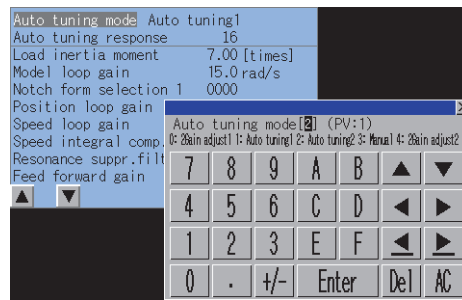 Auto tuning mode Auto tuning1
Auto tuning response 16
Load inertia moment 7.00 [times]
Model loop gain 15.0 rad/s
Notch form selection 1 0000
Position loop gain
Speed loop gain
Speed integral comp.
Resonance suppr.filt
Feed forward gain
▲ ▼
Auto tuning mode[2] (PV:1)
0: 2Gain adjust1 1: Auto tuning1 2: Auto tuning2 3: Manual 4: 2Gain adjust2
7 8 9 A B ▲ ▼
4 5 6 C D ◀ ▶
1 2 3 E F ◀ ▶
0 . +/- Enter Del AC